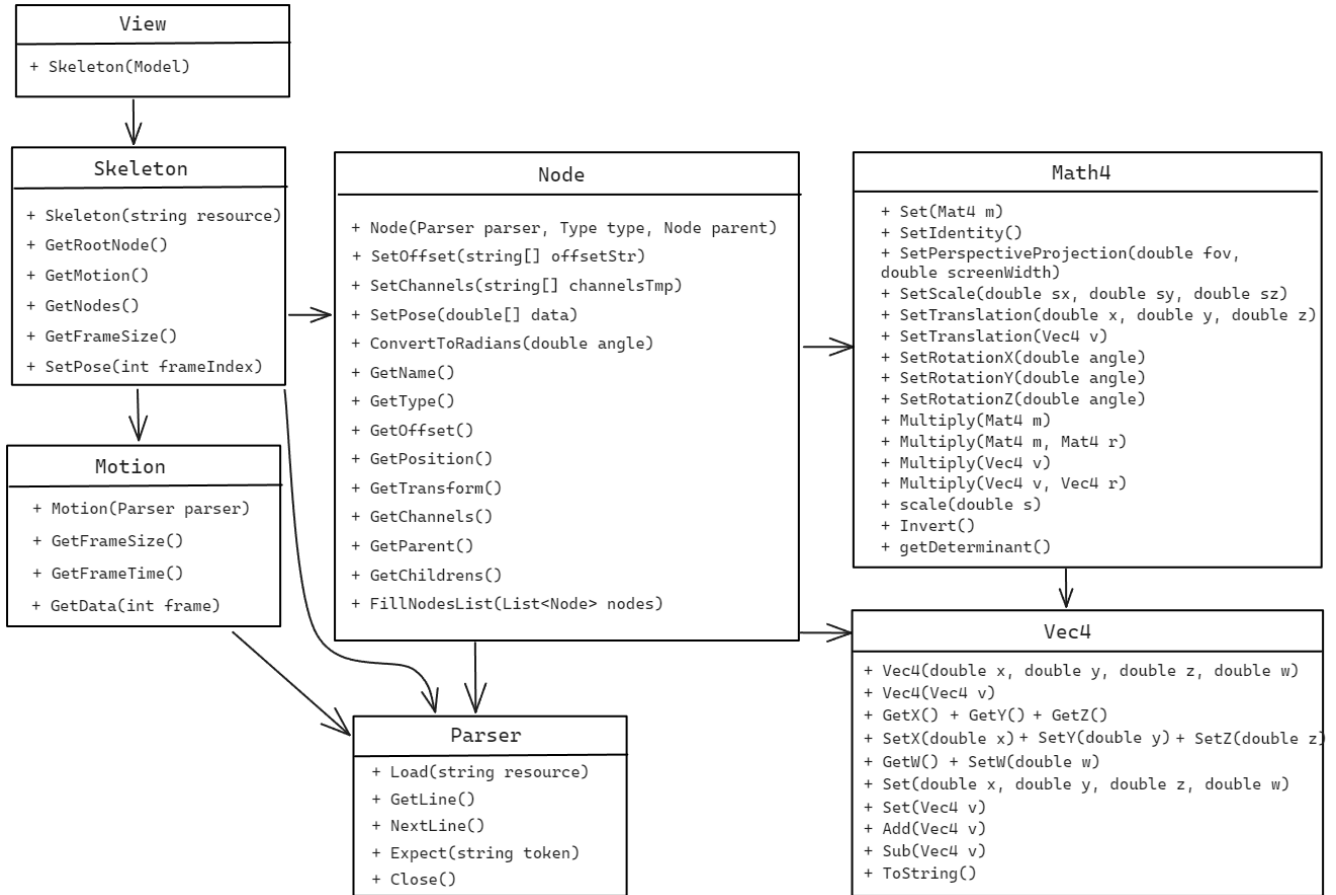 View
+ Skeleton(Model)
Skeleton
+ Skeleton(string resource)
+ GetRootNode()
+ GetMotion()
+ GetNodes()
+ GetFrameSize()
+ SetPose(int frameIndex)
Motion
+ Motion(Parser parser)
+ GetFrameSize()
+ GetFrameTime()
+ GetData(int frame)
Node
+ Node(Parser parser, Type type, Node parent)
+ SetOffset(string[] offsetStr)
+ SetChannels(string[] channelsTmp)
+ SetPose(double[] data)
+ ConvertToRadians(double angle)
+ GetName()
+ GetType()
+ GetOffset()
+ GetPosition()
+ GetTransform()
+ GetChannels()
+ GetParent()
+ GetChildrens()
+ FillNodesList(List<Node> nodes)
Parser
+ Load(string resource)
+ GetLine()
+ NextLine()
+ Expect(string token)
+ Close()
Math4
+ Set(Mat4 m)
+ SetIdentity()
+ SetPerspectiveProjection(double fov,
double screenWidth)
+ SetScale(double sx, double sy, double sz)
+ SetTranslation(double x, double y, double z)
+ SetTranslation(Vec4 v)
+ SetRotationX(double angle)
+ SetRotationY(double angle)
+ SetRotationZ(double angle)
+ Multiply(Mat4 m)
+ Multiply(Mat4 m, Mat4 r)
+ Multiply(Vec4 v)
+ Multiply(Vec4 v, Vec4 r)
+ scale(double s)
+ Invert()
+ getDeterminant()
Vec4
+ Vec4(double x, double y, double z, double w)
+ Vec4(Vec4 v)
+ GetX() + GetY() + GetZ()
+ SetX(double x) + SetY(double y) + SetZ(double z)
+ GetW() + SetW(double w)
+ Set(double x, double y, double z, double w)
+ Set(Vec4 v)
+ Add(Vec4 v)
+ Sub(Vec4 v)
+ ToString()